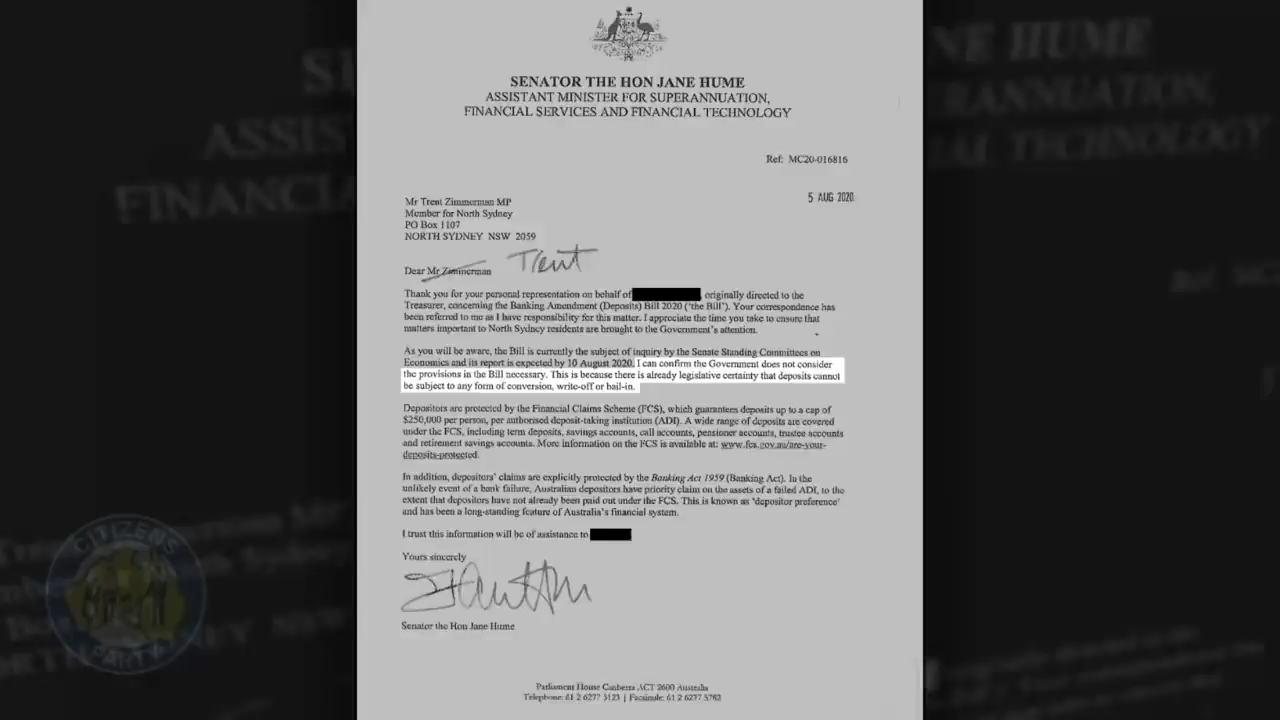 SENATOR THE HON JANE HUME
ASSISTANT MINISTER FOR SUPERANNUATION,
FINANCIAL SERVICES AND FINANCIAL TECHNOLOGY
Ref: MC20-016816
5 AUG 2020
Mr Trent Zimmerman MP
Member for North Sydney
PO Box 1107
NORTH SYDNEY NSW 2059
Dear Mr Zimmerman Trent
Thank you for your personal representation on behalf of , originally directed to the
Treasurer, concerning the Banking Amendment (Deposits) Bill 2020 ('the Bill'). Your correspondence has
been referred to me as I have responsibility for this matter. I appreciate the time you take to ensure that
matters important to North Sydney residents are brought to the Government's attention.
As you will be aware, the Bill is currently the subject of inquiry by the Senate Standing Committees on
Economics and its report is expected by 10 August 2020. I can confirm the Government does not consider
the provisions in the Bill necessary. This is because there is already legislative certainty that deposits cannot
be subject to any form of conversion, write-off or bail-in.
Depositors are protected by the Financial Claims Scheme (FCS), which guarantees deposits up to a cap of
$250,000 per person, per authorised deposit-taking institution (ADI). A wide range of deposits are covered
under the FCS, including term deposits, savings accounts, call accounts, pensioner accounts, trustee accounts
and retirement savings accounts. More information on the FCS is available at: www.fcs.gov.au/are-your-
deposits-protected.
In addition, depositors' claims are explicitly protected by the Banking Act 1959 (Banking Act). In the
unlikely event of a bank failure, Australian depositors have priority claim on the assets of a failed ADI, to the
extent that depositors have not already been paid out under the FCS. This is known as 'depositor preference'
and has been a long-standing feature of Australia's financial system.
I trust this information will be of assistance to
Yours sincerely
Senator the Hon Jane Hume
Parliament House Canberra ACT 2600 Australia
Telephone: 61 2 6277 5123 | Facsimile: 61 2 6277 5782
CITIZENS
PARTY